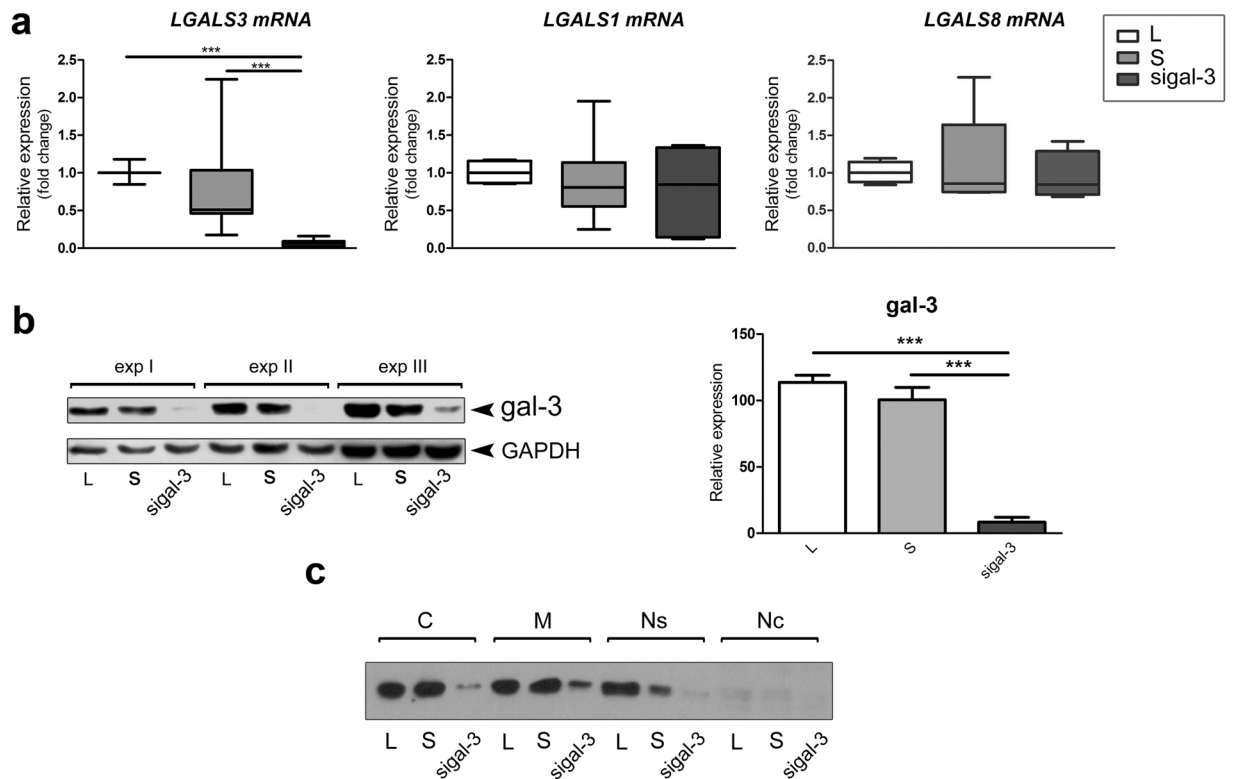 a
LGALS3 mRNA
LGALS1 mRNA
LGALS8 mRNA
L
S
sigal-3
Relative expression
(fold change)
2.5
2.0
1.5
1.0
0.5
0.0
***
***
Relative expression
(fold change)
2.5
2.0
1.5
1.0
0.5
0.0
Relative expression
(fold change)
2.5
2.0
1.5
1.0
0.5
0.0
b
exp I
exp II
exp III
gal-3
GAPDH
L
S
sigal-3
L
S
sigal-3
L
S
sigal-3
gal-3
Relative expression
150
100
50
0
***
***
L
S
sigal-3
c
C
M
Ns
Nc
L
S
sigal-3
L
S
sigal-3
L
S
sigal-3
L
S
sigal-3